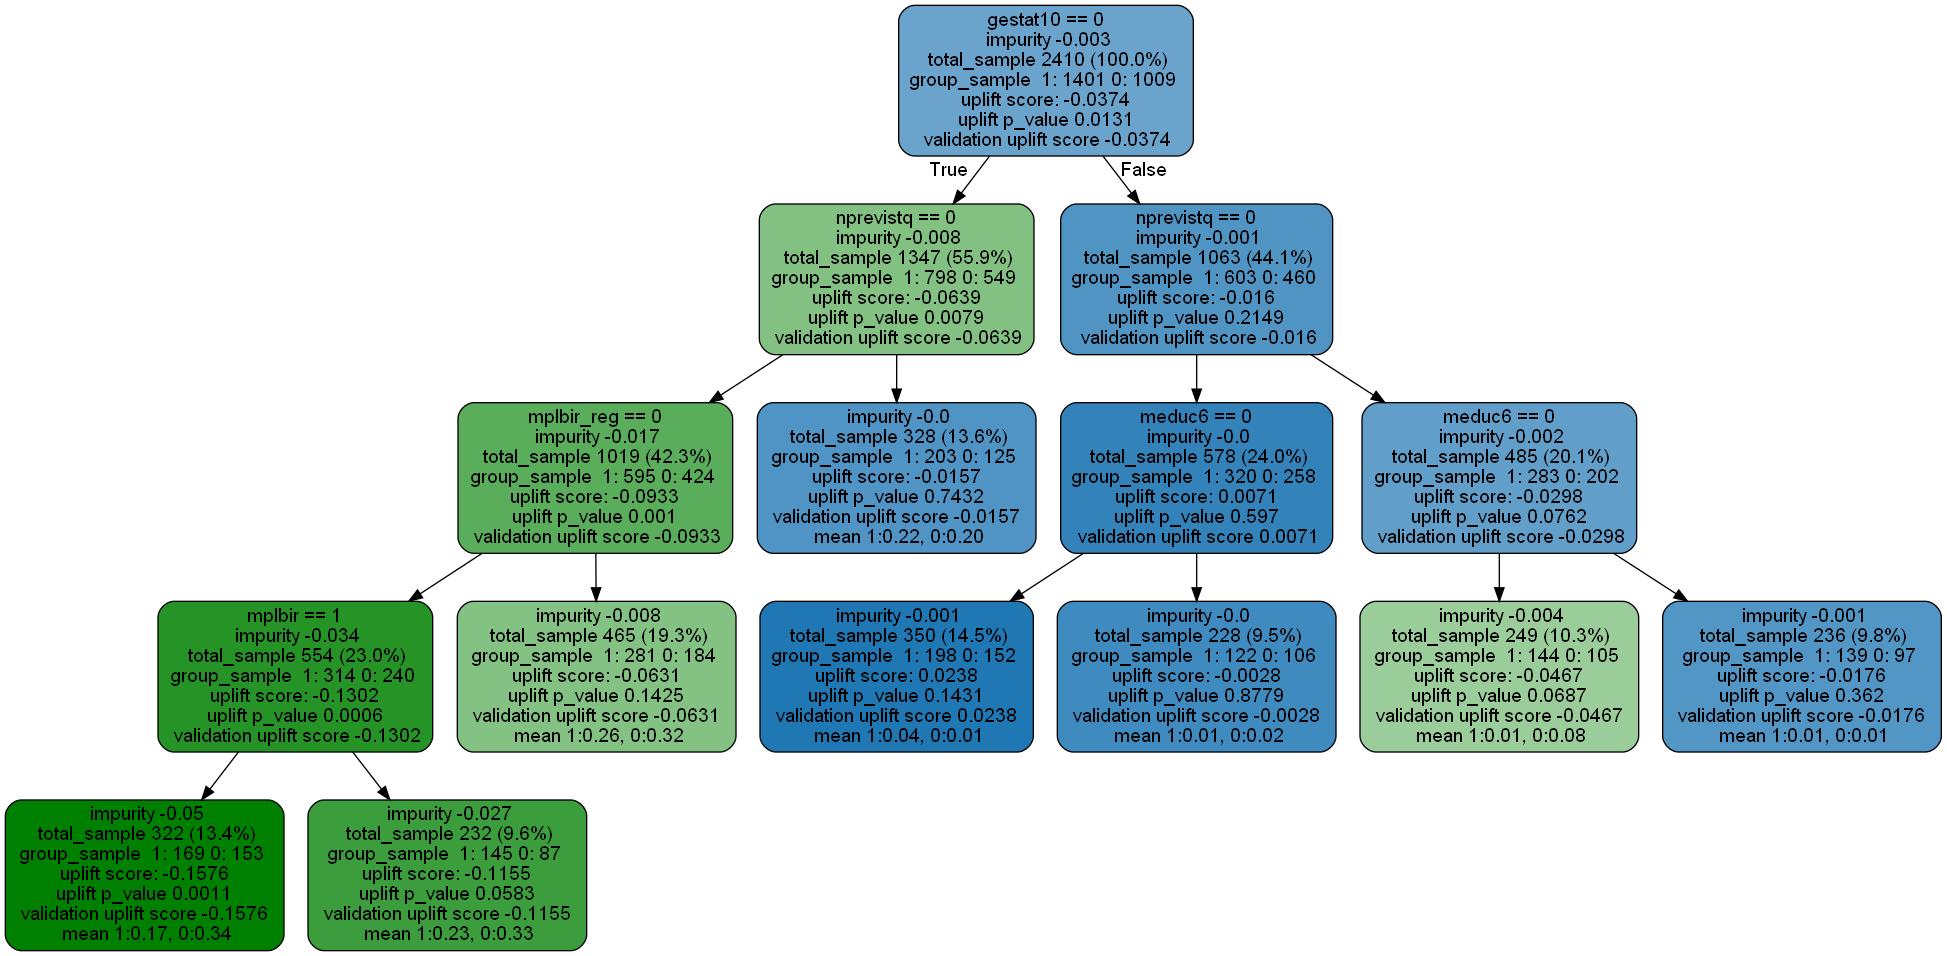 gestat10 == 0
impurity -0.003
total_sample 2410 (100.0%)
group_sample 1: 1401 0: 1009
uplift score: -0.0374
uplift p_value 0.0131
validation uplift score -0.0374
True
False
nprevistq == 0
impurity -0.008
total_sample 1347 (55.9%)
group_sample 1: 798 0: 549
uplift score: -0.0639
uplift p_value 0.0079
validation uplift score -0.0639
nprevistq == 0
impurity -0.001
total_sample 1063 (44.1%)
group_sample 1: 603 0: 460
uplift score: -0.016
uplift p_value 0.2149
validation uplift score -0.016
mplbir_reg == 0
impurity -0.017
total_sample 1019 (42.3%)
group_sample 1: 595 0: 424
uplift score: -0.0933
uplift p_value 0.001
validation uplift score -0.0933
impurity -0.0
total_sample 328 (13.6%)
group_sample 1: 203 0: 125
uplift score: -0.0157
uplift p_value 0.7432
validation uplift score -0.0157
mean 1:0.22, 0:0.20
meduc6 == 0
impurity -0.0
total_sample 578 (24.0%)
group_sample 1: 320 0: 258
uplift score: 0.0071
uplift p_value 0.597
validation uplift score 0.0071
meduc6 == 0
impurity -0.002
total_sample 485 (20.1%)
group_sample 1: 283 0: 202
uplift score: -0.0298
uplift p_value 0.0762
validation uplift score -0.0298
mplbir == 1
impurity -0.034
total_sample 554 (23.0%)
group_sample 1: 314 0: 240
uplift score: -0.1302
uplift p_value 0.0006
validation uplift score -0.1302
impurity -0.008
total_sample 465 (19.3%)
group_sample 1: 281 0: 184
uplift score: -0.0631
uplift p_value 0.1425
validation uplift score -0.0631
mean 1:0.26, 0:0.32
impurity -0.001
total_sample 350 (14.5%)
group_sample 1: 198 0: 152
uplift score: 0.0238
uplift p_value 0.1431
validation uplift score 0.0238
mean 1:0.04, 0:0.01
impurity -0.0
total_sample 228 (9.5%)
group_sample 1: 122 0: 106
uplift score: -0.0028
uplift p_value 0.8779
validation uplift score -0.0028
mean 1:0.01, 0:0.02
impurity -0.004
total_sample 249 (10.3%)
group_sample 1: 144 0: 105
uplift score: -0.0467
uplift p_value 0.0687
validation uplift score -0.0467
mean 1:0.01, 0:0.08
impurity -0.001
total_sample 236 (9.8%)
group_sample 1: 139 0: 97
uplift score: -0.0176
uplift p_value 0.362
validation uplift score -0.0176
mean 1:0.01, 0:0.01
impurity -0.05
total_sample 322 (13.4%)
group_sample 1: 169 0: 153
uplift score: -0.1576
uplift p_value 0.0011
validation uplift score -0.1576
mean 1:0.17, 0:0.34
impurity -0.027
total_sample 232 (9.6%)
group_sample 1: 145 0: 87
uplift score: -0.1155
uplift p_value 0.0583
validation uplift score -0.1155
mean 1:0.23, 0:0.33